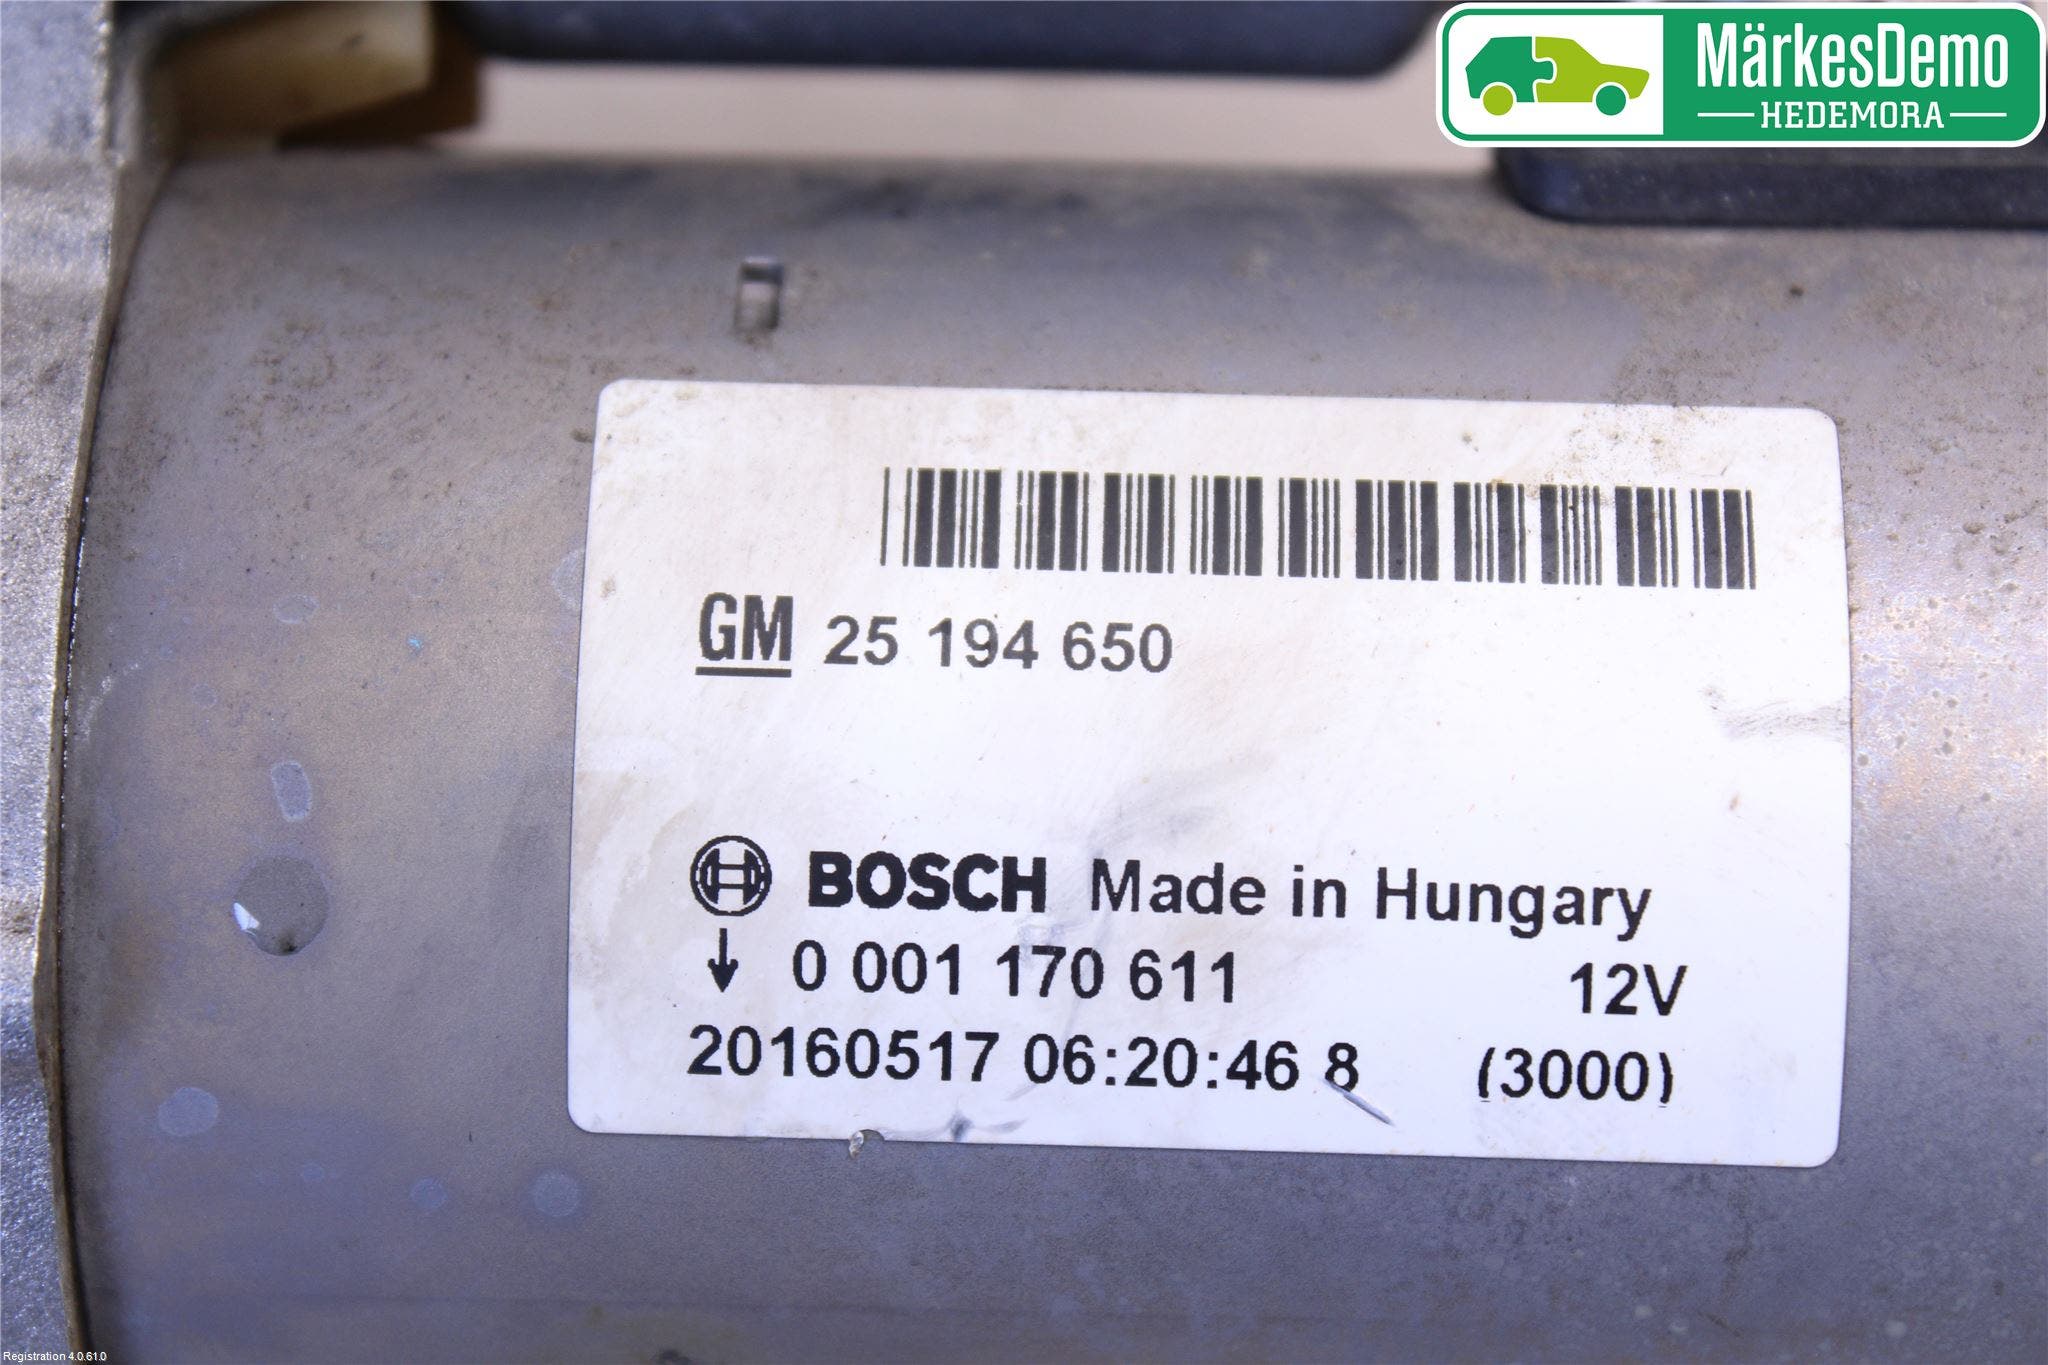 MärkesDemo
HEDEMORA
GM 25 194 650
BOSCH Made in Hungary
0 001 170 611 12V
20160517 06:20:46 8 (3000)
Registration 4.0.61.0